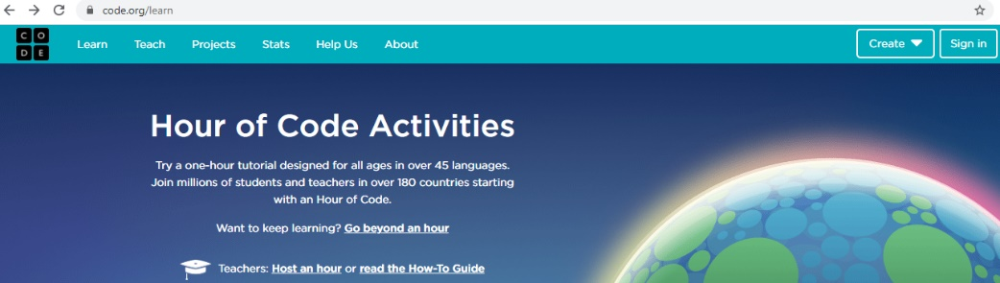 code.org/learn
CODE Learn Teach Projects Stats Help Us About Create Sign in
Hour of Code Activities
Try a one-hour tutorial designed for all ages in over 45 languages.
Join millions of students and teachers in over 180 countries starting
with an Hour of Code.
Want to keep learning? Go beyond an hour
Teachers: Host an hour or read the How-To Guide